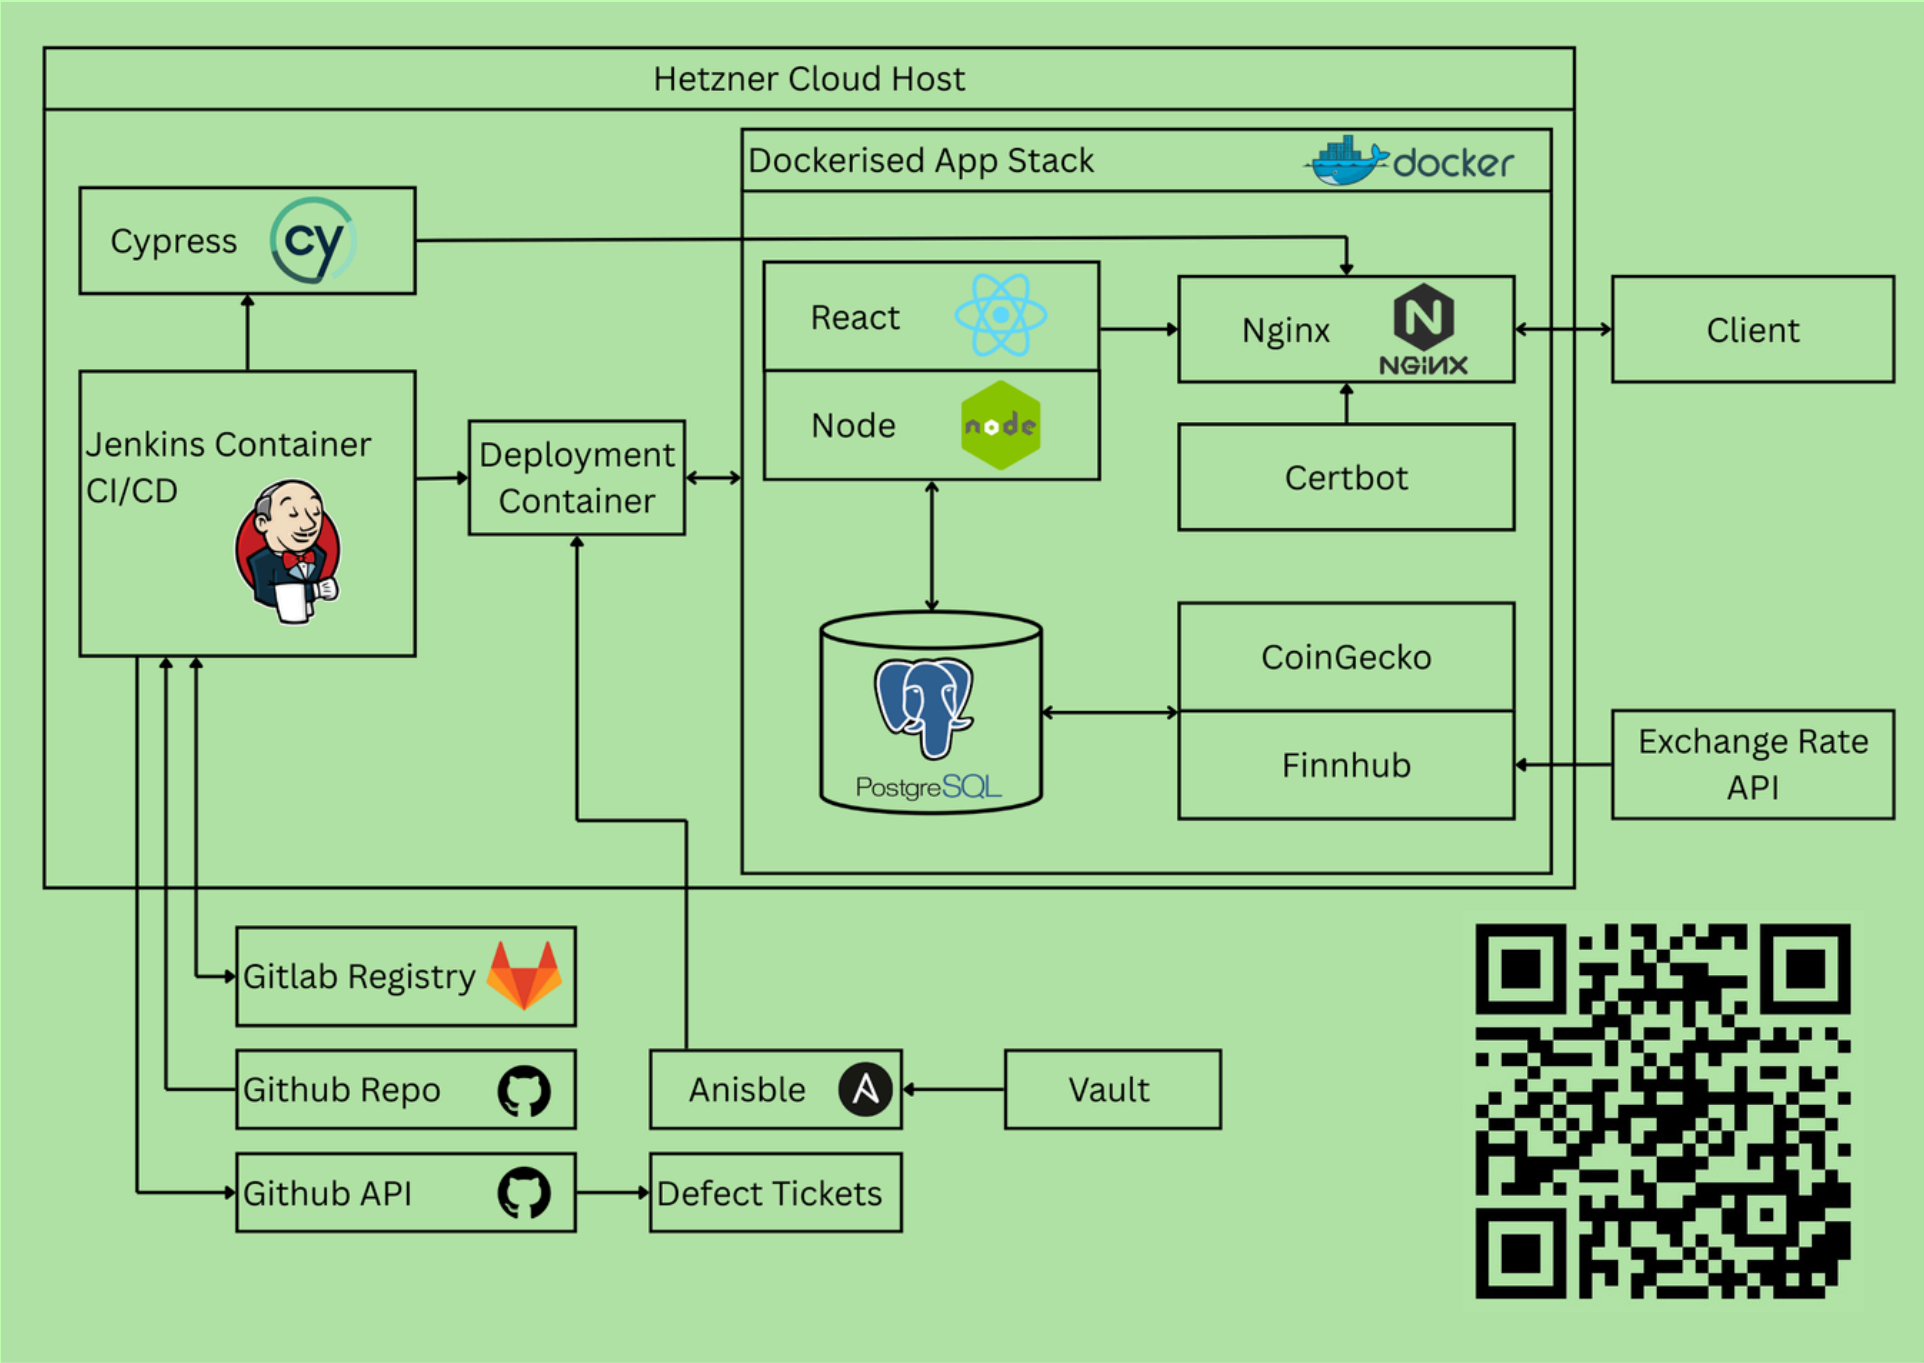 Hetzner Cloud Host
Dockerised App Stack
docker
Cypress
cy
React
Nginx
NGINX
Client
Node
node
Jenkins Container
CI/CD
Deployment
Container
Certbot
CoinGecko
Finnhub
PostgreSQL
Exchange Rate
API
Gitlab Registry
Github Repo
Anisble
Vault
Github API
Defect Tickets